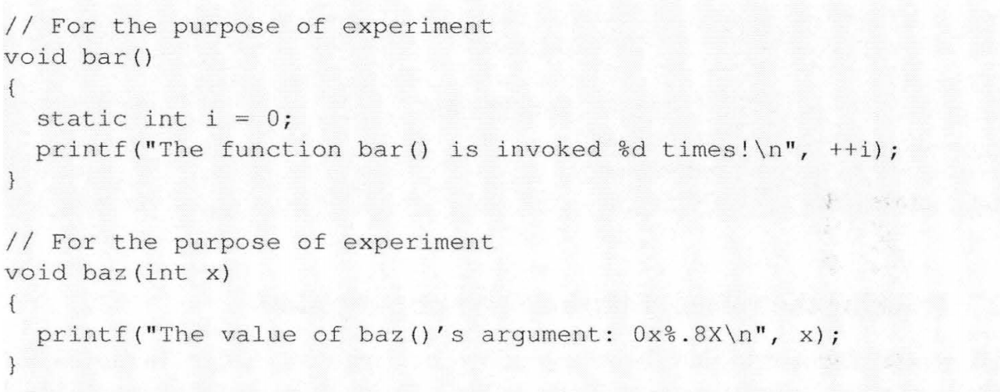 // For the purpose of experiment
void bar()
{
  static int i = 0;
  printf("The function bar() is invoked %d times!\n", ++i);
}

// For the purpose of experiment
void baz(int x)
{
  printf("The value of baz()'s argument: 0x%.8X\n", x);
}